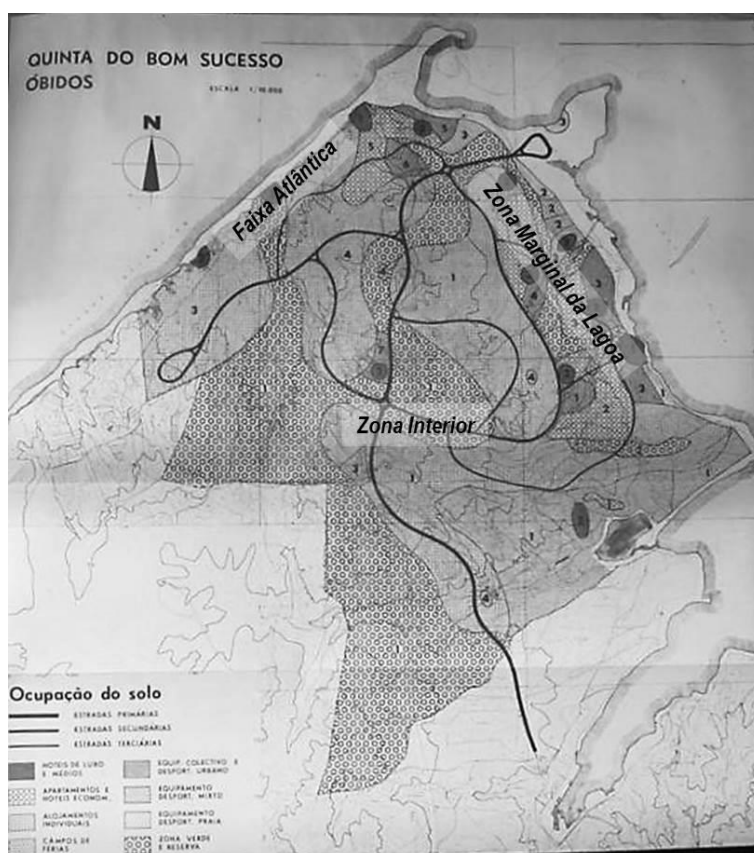 QUINTA DO BOM SUCESSO
ÓBIDOS
ESCALA 1/10.000
N
Faixa Atlântica
Zona Marginal da Lagoa
Zona Interior
Ocupação do solo
ESTRADAS PRIMÁRIAS
ESTRADAS SECUNDÁRIAS
ESTRADAS TERCIÁRIAS
HOTEIS DE LUXO
E MÉDIOS
APARTAMENTOS E
HOTEIS ECONOM.
ALOJAMENTOS
INDIVIDUAIS
CAMPOS DE
FÉRIAS
EQUIP. COLECTIVO E
DESPORT. URBANO
EQUIPAMENTO
DESPORT. MIXTO
EQUIPAMENTO
DESPORT. PRAIA
ZONA VERDE
E RESERVA